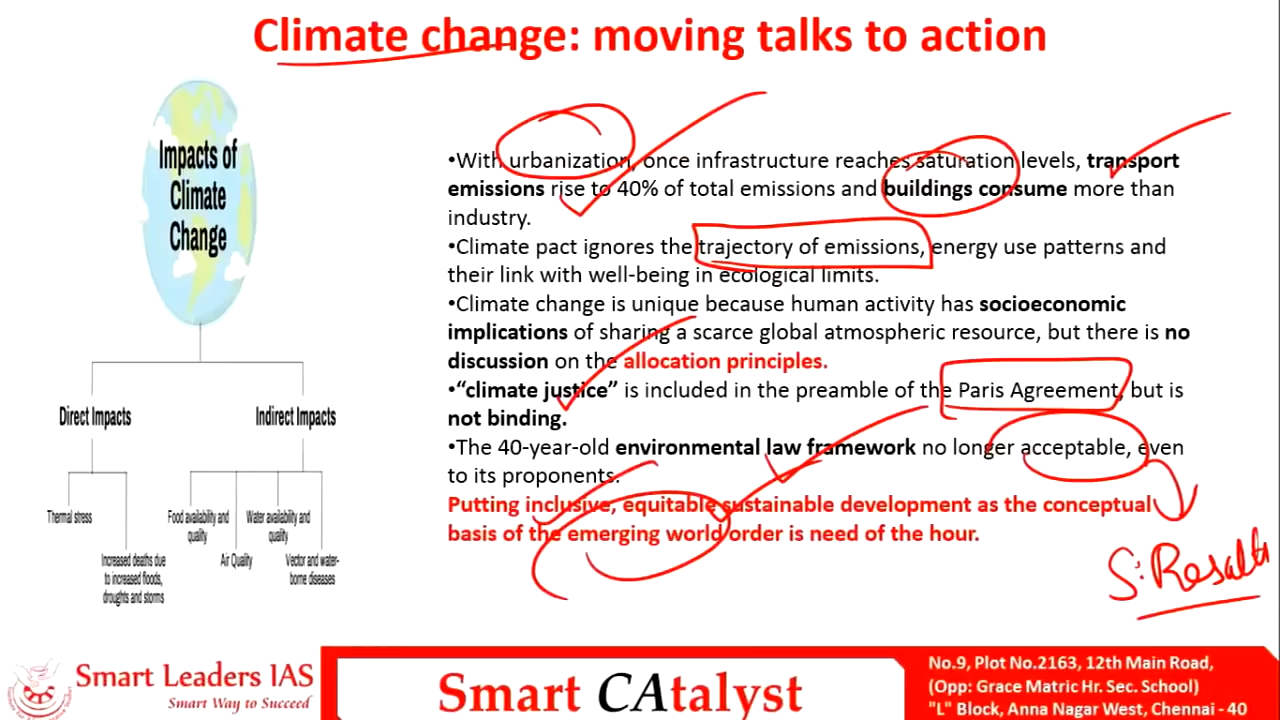 Climate change: moving talks to action
Impacts of
Climate
Change
Direct Impacts
Indirect Impacts
Thermal stress
Increased deaths due
to increased floods,
droughts and storms
Food availability and
quality
Air Quality
Water availability and
quality
Vector and water-
borne diseases
•With urbanization, once infrastructure reaches saturation levels, transport
emissions rise to 40% of total emissions and buildings consume more than
industry.
•Climate pact ignores the trajectory of emissions, energy use patterns and
their link with well-being in ecological limits.
•Climate change is unique because human activity has socioeconomic
implications of sharing a scarce global atmospheric resource, but there is no
discussion on the allocation principles.
•“climate justice” is included in the preamble of the Paris Agreement, but is
not binding.
•The 40-year-old environmental law framework no longer acceptable, even
to its proponents.
Putting inclusive, equitable sustainable development as the conceptual
basis of the emerging world order is need of the hour.
Smart Leaders IAS
Smart Way to Succeed
Smart CAtalyst
No.9, Plot No.2163, 12th Main Road,
(Opp: Grace Matric Hr. Sec. School)
"L" Block, Anna Nagar West, Chennai - 40